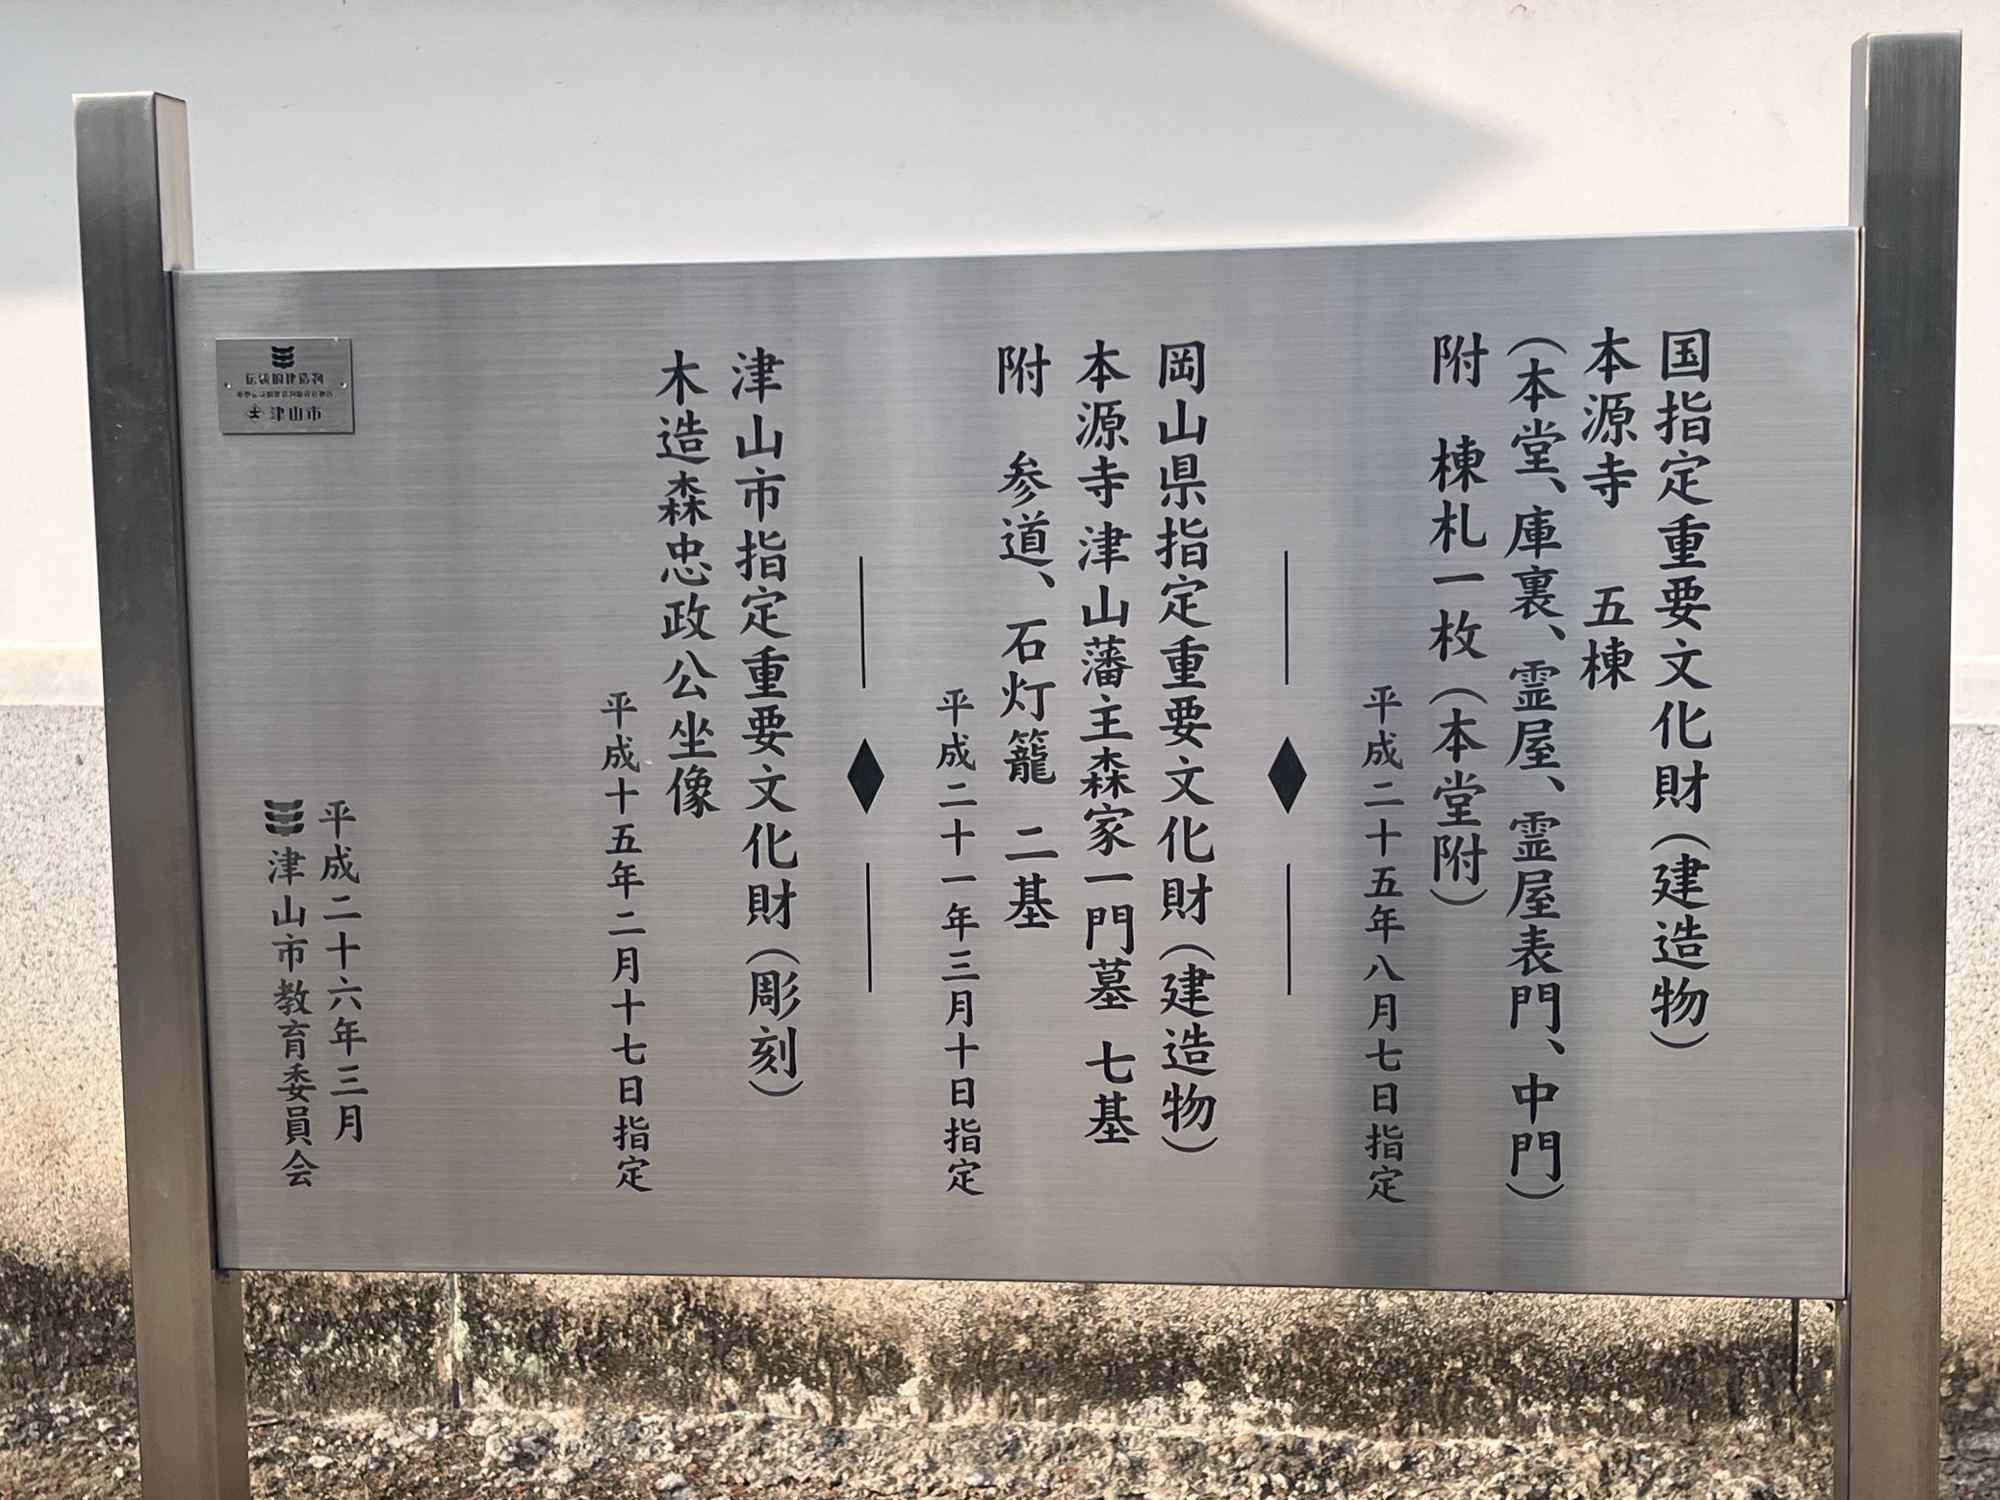 国指定重要文化財（建造物）
本源寺　五棟
（本堂、庫裏、霊屋、霊屋表門、中門）
附　棟札一枚（本堂附）
平成二十五年八月七日指定
岡山県指定重要文化財（建造物）
本源寺津山藩主森家一門墓　七基
附　参道、石灯籠　二基
平成二十一年三月十日指定
津山市指定重要文化財（彫刻）
木造森忠政公坐像
平成十五年二月十七日指定
平成二十六年三月
津山市教育委員会
伝統的建造物
津山市